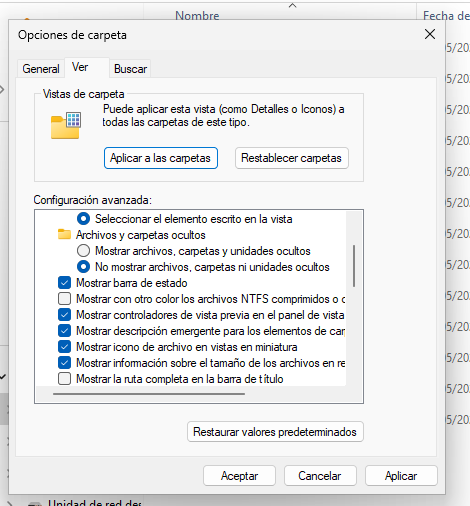 Nombre
Fecha de
Opciones de carpeta
General
Ver
Buscar
Vistas de carpeta
Puede aplicar esta vista (como Detalles o Iconos) a
todas las carpetas de este tipo.
Aplicar a las carpetas
Restablecer carpetas
Configuración avanzada:
Seleccionar el elemento escrito en la vista
Archivos y carpetas ocultos
Mostrar archivos, carpetas y unidades ocultos
No mostrar archivos, carpetas ni unidades ocultos
Mostrar barra de estado
Mostrar con otro color los archivos NTFS comprimidos o c
Mostrar controladores de vista previa en el panel de vista
Mostrar descripción emergente para los elementos de car
Mostrar icono de archivo en vistas en miniatura
Mostrar información sobre el tamaño de los archivos en re
Mostrar la ruta completa en la barra de título
Restaurar valores predeterminados
Aceptar
Cancelar
Aplicar
Unidad de red des